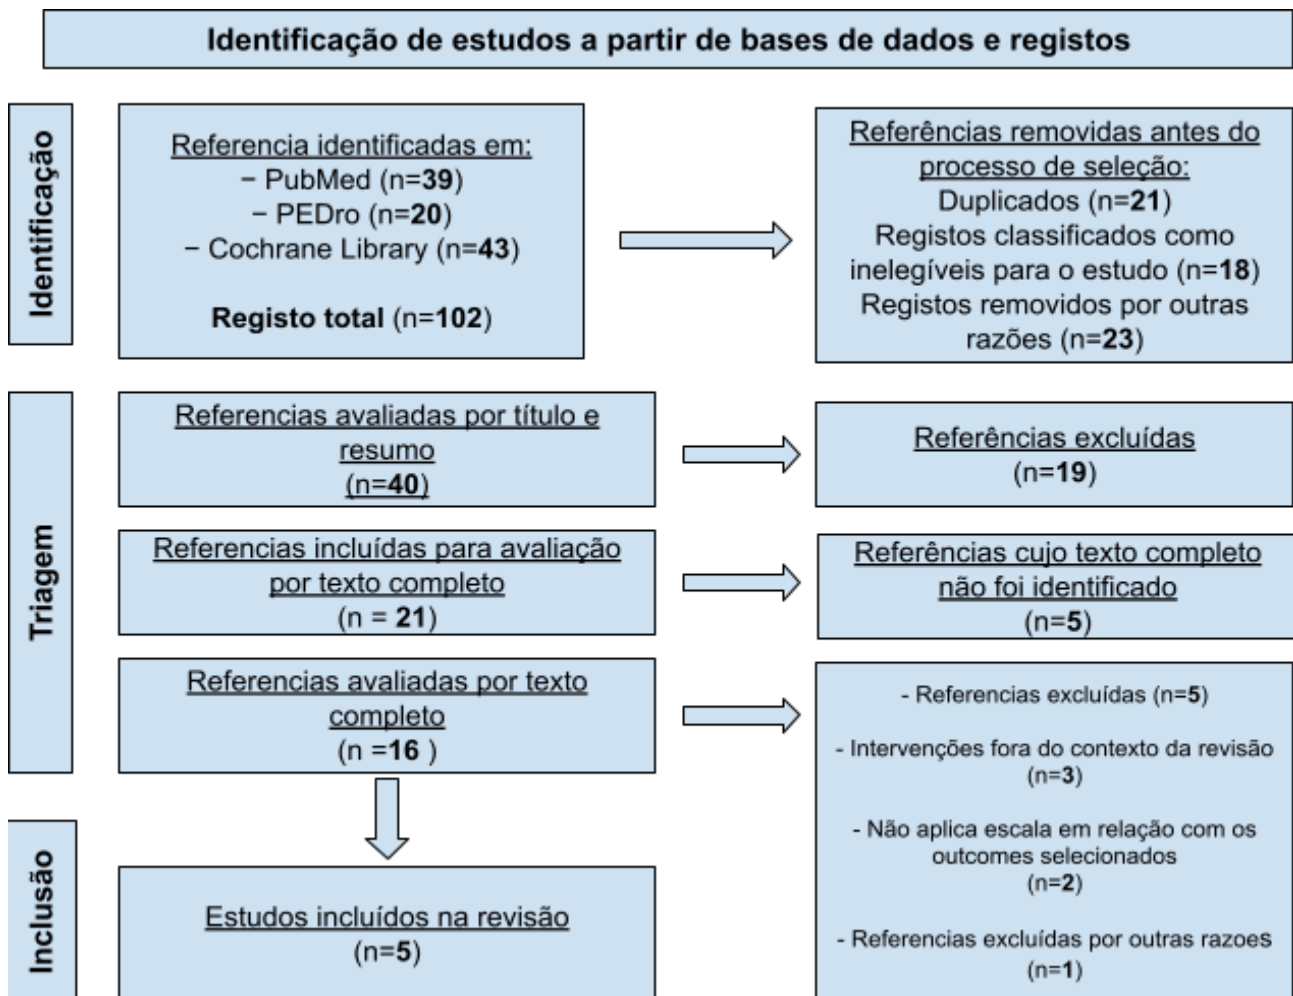 Identificação de estudos a partir de bases de dados e registos
Identificação
Referencia identificadas em:
− PubMed (n=39)
− PEDro (n=20)
− Cochrane Library (n=43)
Registo total (n=102)
Referências removidas antes do
processo de seleção:
Duplicados (n=21)
Registos classificados como
inelegíveis para o estudo (n=18)
Registos removidos por outras
razões (n=23)
Triagem
Referencias avaliadas por título e
resumo
(n=40)
Referências excluídas
(n=19)
Referencias incluídas para avaliação
por texto completo
(n = 21)
Referências cujo texto completo
não foi identificado
(n=5)
Referencias avaliadas por texto
completo
(n =16 )
- Referencias excluídas (n=5)
- Intervenções fora do contexto da revisão
(n=3)
- Não aplica escala em relação com os
outcomes selecionados
(n=2)
- Referencias excluídas por outras razoes
(n=1)
Inclusão
Estudos incluídos na revisão
(n=5)